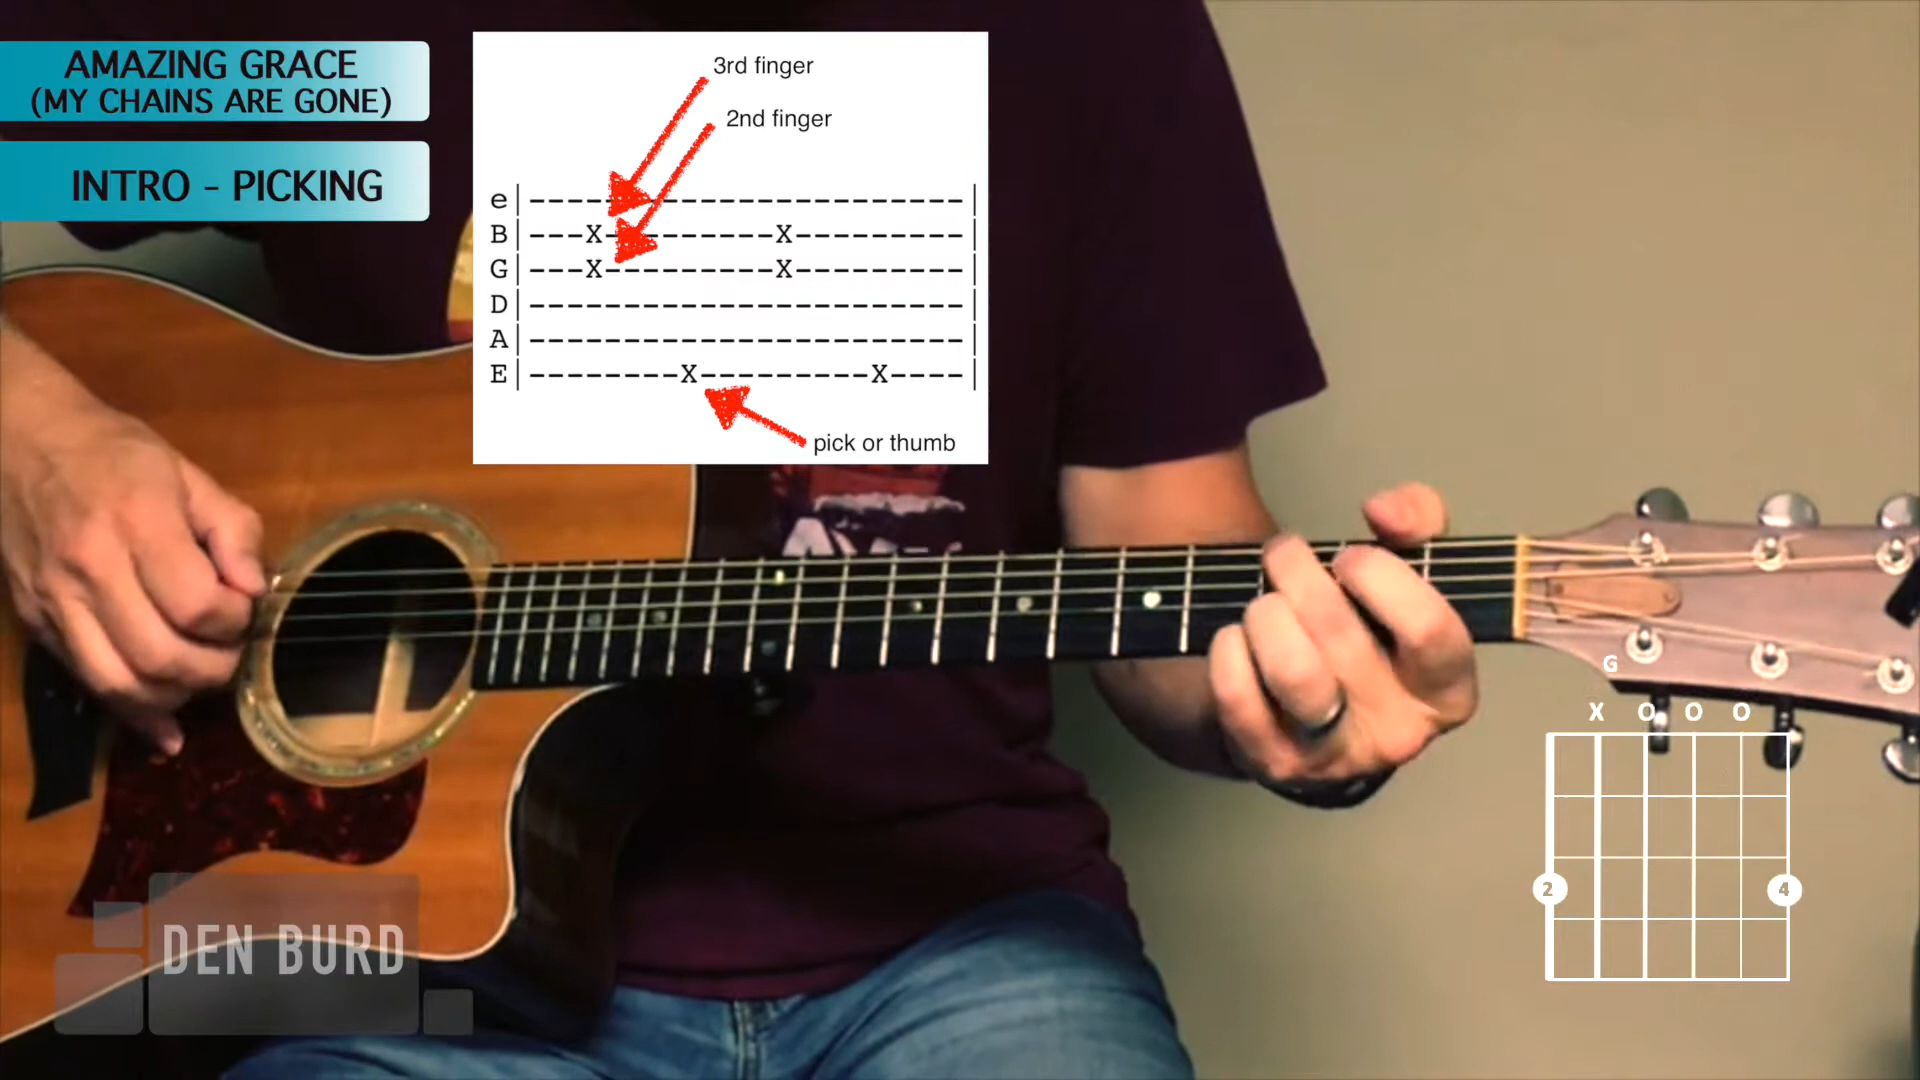 AMAZING GRACE
(MY CHAINS ARE GONE)
INTRO - PICKING
3rd finger
2nd finger
e|----------------------|
B|---X---------X---------|
G|---X---------X---------|
D|----------------------|
A|----------------------|
E|--------X---------X----|
pick or thumb
G
X O O O
2 4
DEN BURD